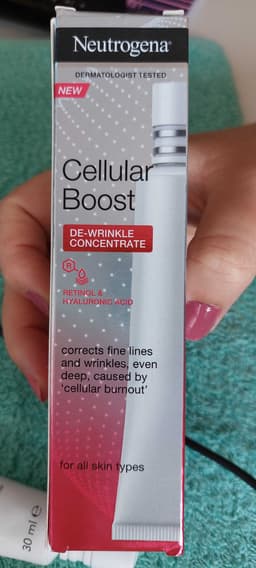 Neutrogena®
DERMATOLOGIST TESTED
NEW
Cellular
Boost
DE-WRINKLE
CONCENTRATE
R
RETINOL &
HYALURONIC ACID
corrects fine lines
and wrinkles, even
deep, caused by
'cellular burnout'
for all skin types
30 ml e